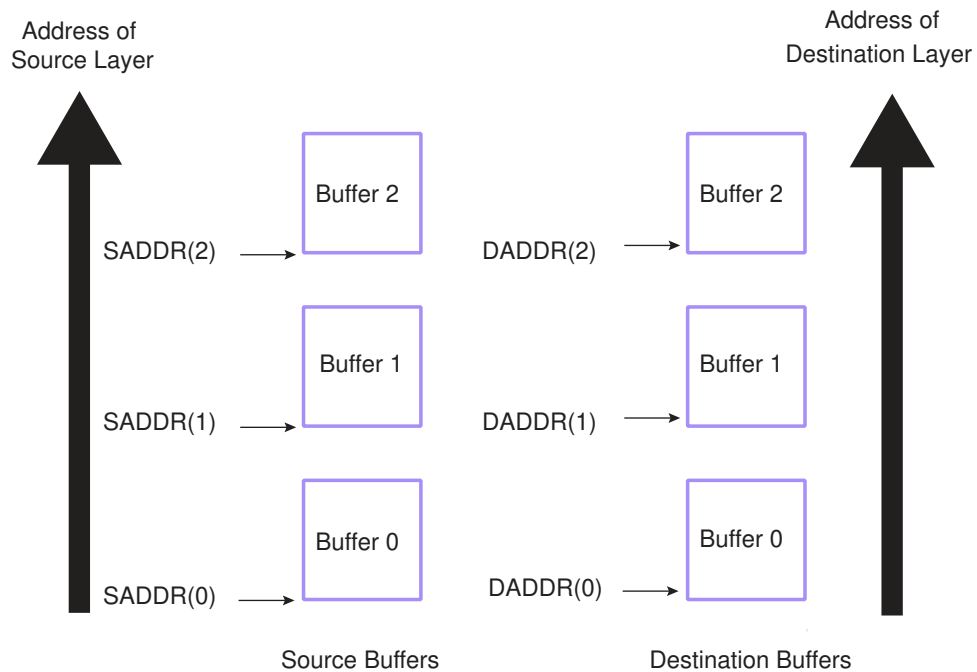 Address of
Source Layer
Address of
Destination Layer
Buffer 2
Buffer 2
SADDR(2)
DADDR(2)
Buffer 1
Buffer 1
SADDR(1)
DADDR(1)
Buffer 0
Buffer 0
SADDR(0)
DADDR(0)
Source Buffers
Destination Buffers